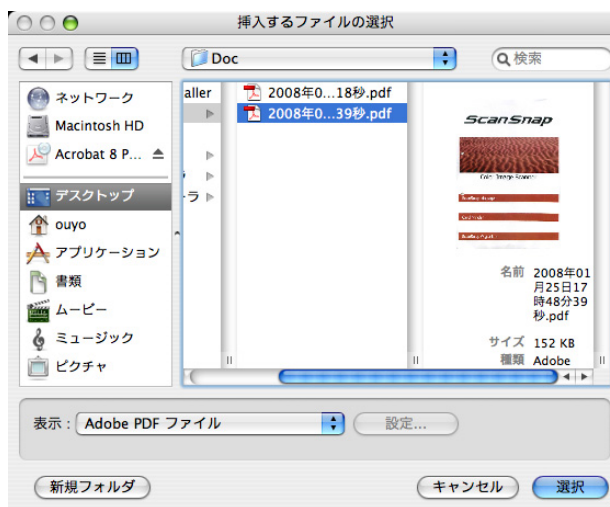 挿入するファイルの選択
Doc
検索
ネットワーク
Macintosh HD
Acrobat 8 P...
デスクトップ
ouyo
アプリケーション
書類
ムービー
ミュージック
ピクチャ
aller
ラ
ーラ
2008年0...18秒.pdf
2008年0...39秒.pdf
ScanSnap
Color Image Scanner
名前 2008年01
月25日17
時48分39
秒.pdf
サイズ 152 KB
種類 Adobe
表示 : Adobe PDF ファイル
設定...
新規フォルダ
キャンセル
選択